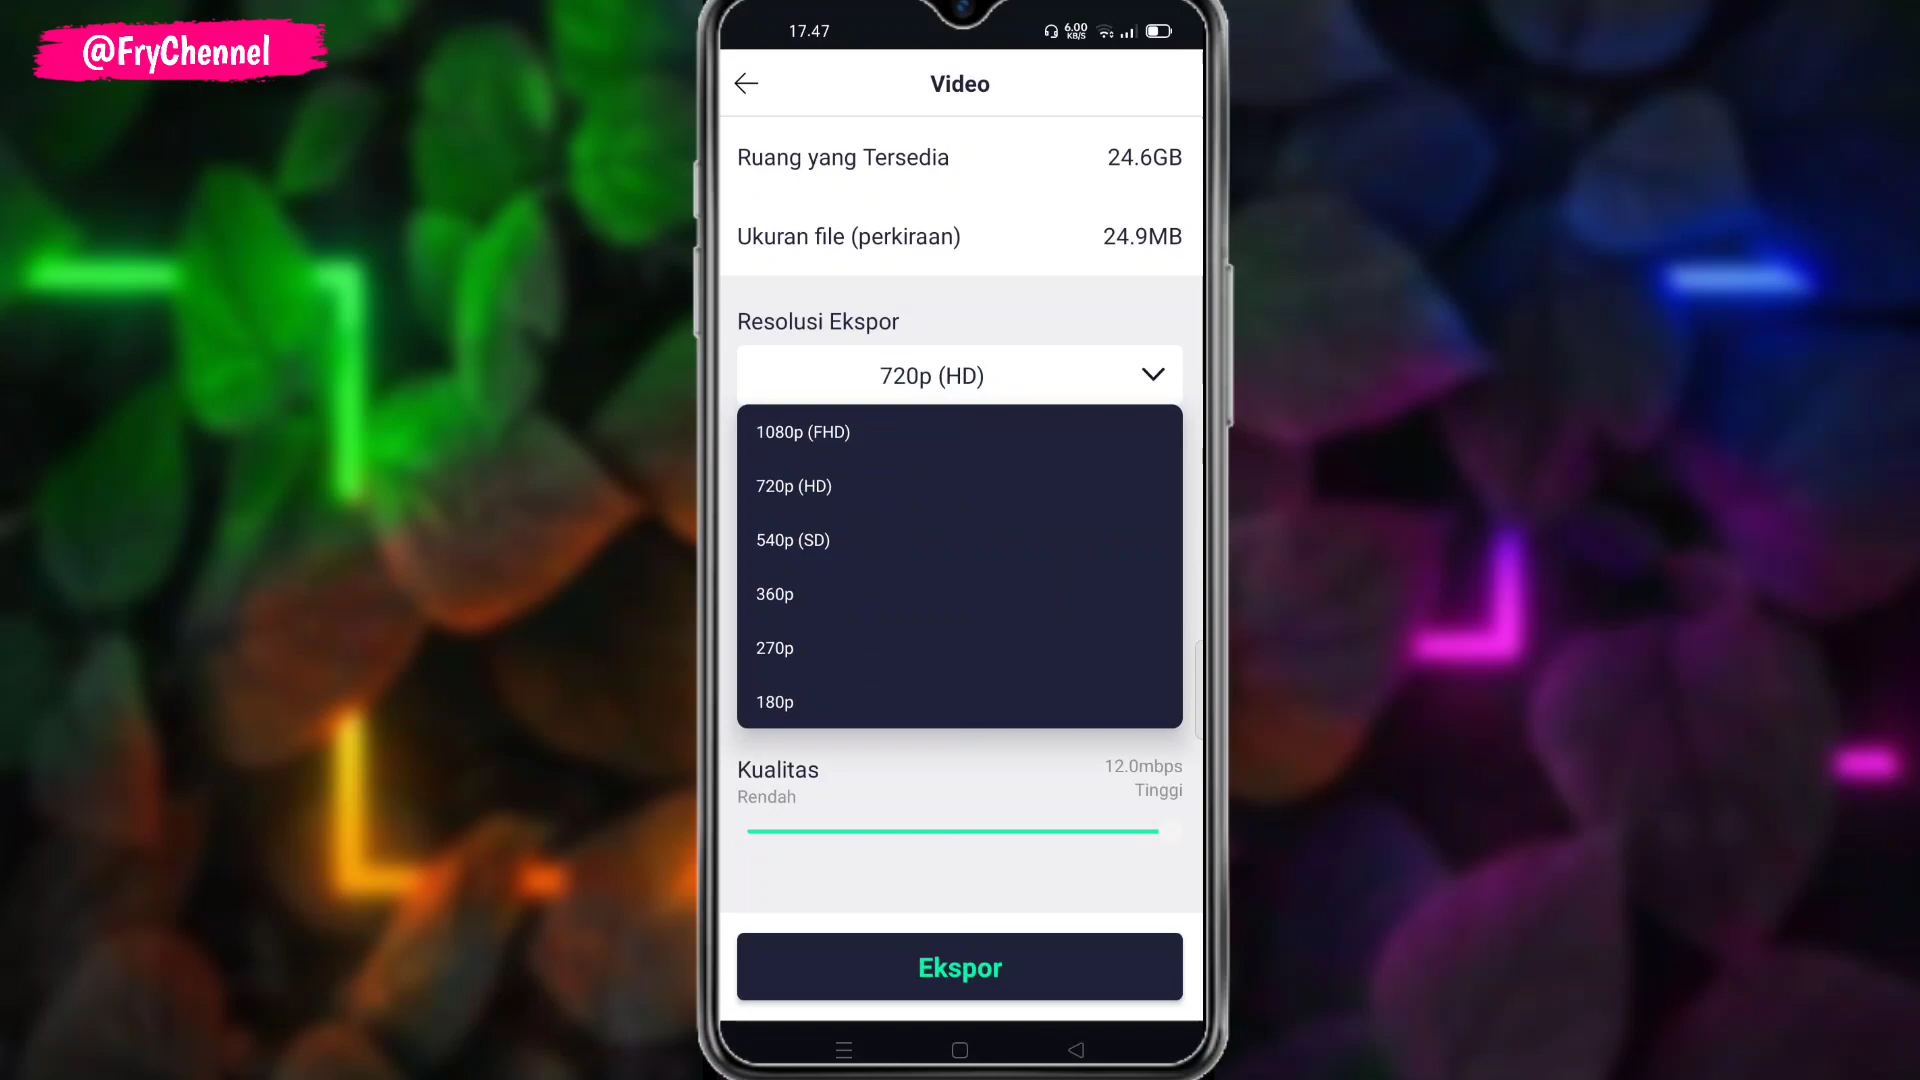 @FryChennel
17.47
6.00
KB/S
Video
Ruang yang Tersedia
24.6GB
Ukuran file (perkiraan)
24.9MB
Resolusi Ekspor
720p (HD)
1080p (FHD)
720p (HD)
540p (SD)
360p
270p
180p
Kualitas
12.0mbps
Rendah
Tinggi
Ekspor